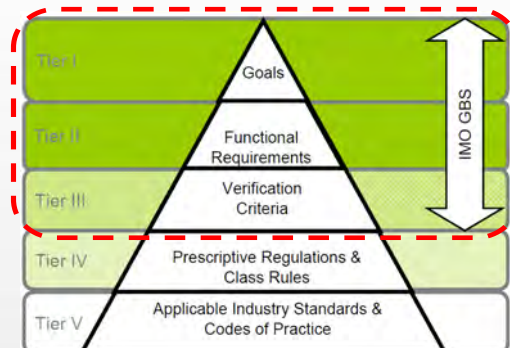 Tier I
Goals
Tier II
Functional
Requirements
Tier III
Verification
Criteria
IMO GBS
Tier IV
Prescriptive Regulations &
Class Rules
Tier V
Applicable Industry Standards &
Codes of Practice